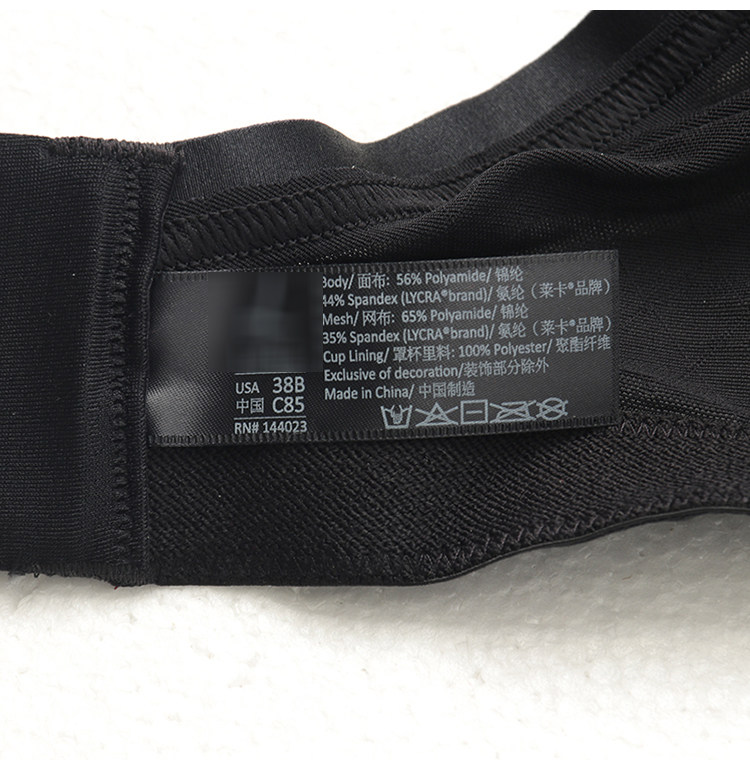 Body/ 面布: 56% Polyamide/ 锦纶
44% Spandex (LYCRA®brand)/ 氨纶（莱卡®品牌）
Mesh/ 网布: 65% Polyamide/ 锦纶
35% Spandex (LYCRA®brand)/ 氨纶（莱卡®品牌）
Cup Lining/ 罩杯里料: 100% Polyester/ 聚酯纤维
Exclusive of decoration/装饰部分除外
Made in China/ 中国制造
USA 38B
中国 C85
RN# 144023